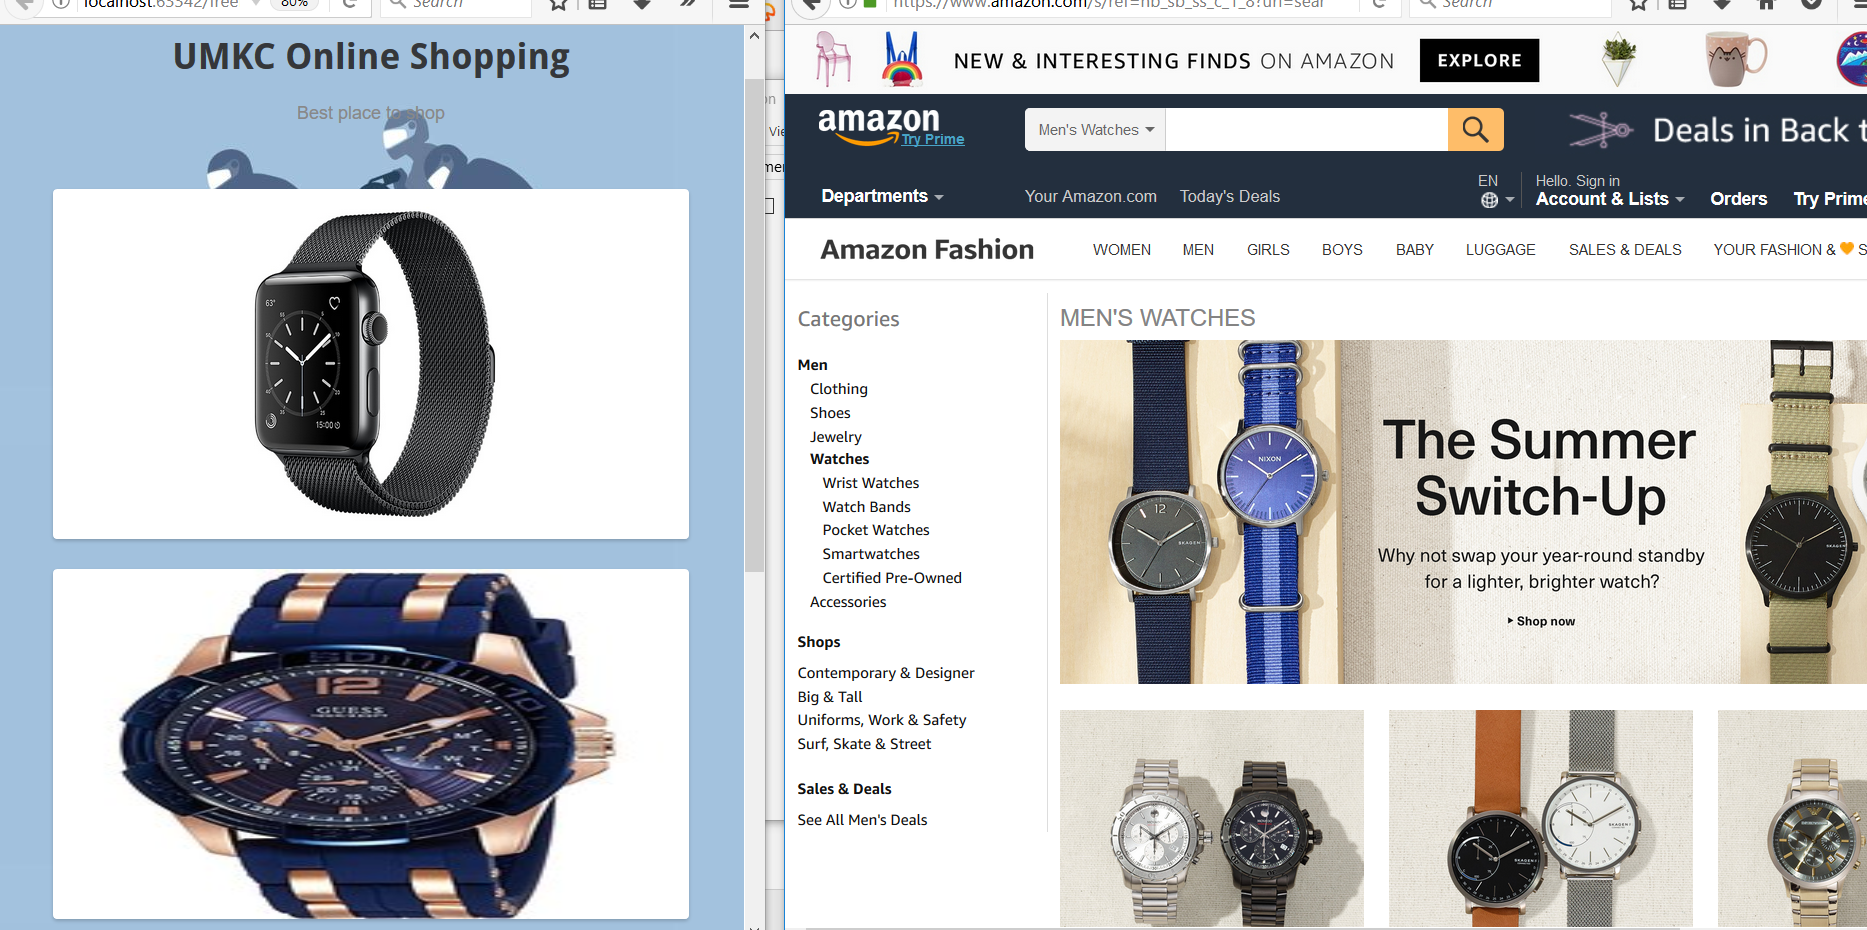 localhost:63342/free
80%
Search
UMKC Online Shopping
Best place to shop
63°
15:00
12
GUESS
https://www.amazon.com/s/ref=nb_sb_ss_c_1_8?url=sear
Search
NEW & INTERESTING FINDS ON AMAZON
EXPLORE
amazon
Try Prime
Men's Watches
Deals in Back t
Departments
Your Amazon.com
Today's Deals
EN
Hello. Sign in
Account & Lists
Orders
Try Prime
Amazon Fashion
WOMEN
MEN
GIRLS
BOYS
BABY
LUGGAGE
SALES & DEALS
YOUR FASHION & 🧡 S
Categories
Men
Clothing
Shoes
Jewelry
Watches
Wrist Watches
Watch Bands
Pocket Watches
Smartwatches
Certified Pre-Owned
Accessories
Shops
Contemporary & Designer
Big & Tall
Uniforms, Work & Safety
Surf, Skate & Street
Sales & Deals
See All Men's Deals
MEN'S WATCHES
NIXON
12
SKAGEN
The Summer
Switch-Up
Why not swap your year-round standby
for a lighter, brighter watch?
Shop now
SKAGEN
SKAGEN
SKAGEN